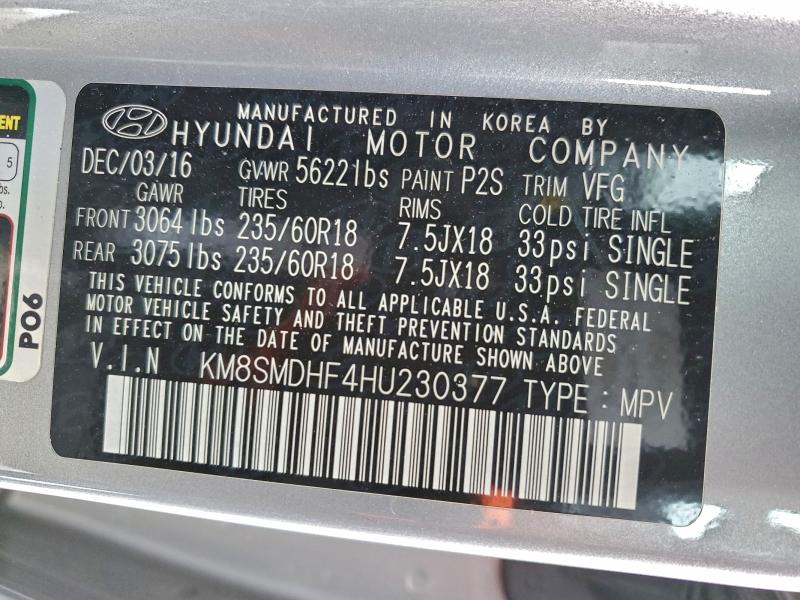 MANUFACTURED IN KOREA BY
HYUNDAI MOTOR COMPANY
DEC/03/16 GVWR 5622lbs PAINT P2S TRIM VFG
GAWR TIRES RIMS COLD TIRE INFL
FRONT 3064lbs 235/60R18 7.5JX18 33psi SINGLE
REAR 3075lbs 235/60R18 7.5JX18 33psi SINGLE
THIS VEHICLE CONFORMS TO ALL APPLICABLE U.S.A. FEDERAL
MOTOR VEHICLE SAFETY AND THEFT PREVENTION STANDARDS
IN EFFECT ON THE DATE OF MANUFACTURE SHOWN ABOVE
V.I.N KM8SMDHF4HU230377 TYPE : MPV
5
P06